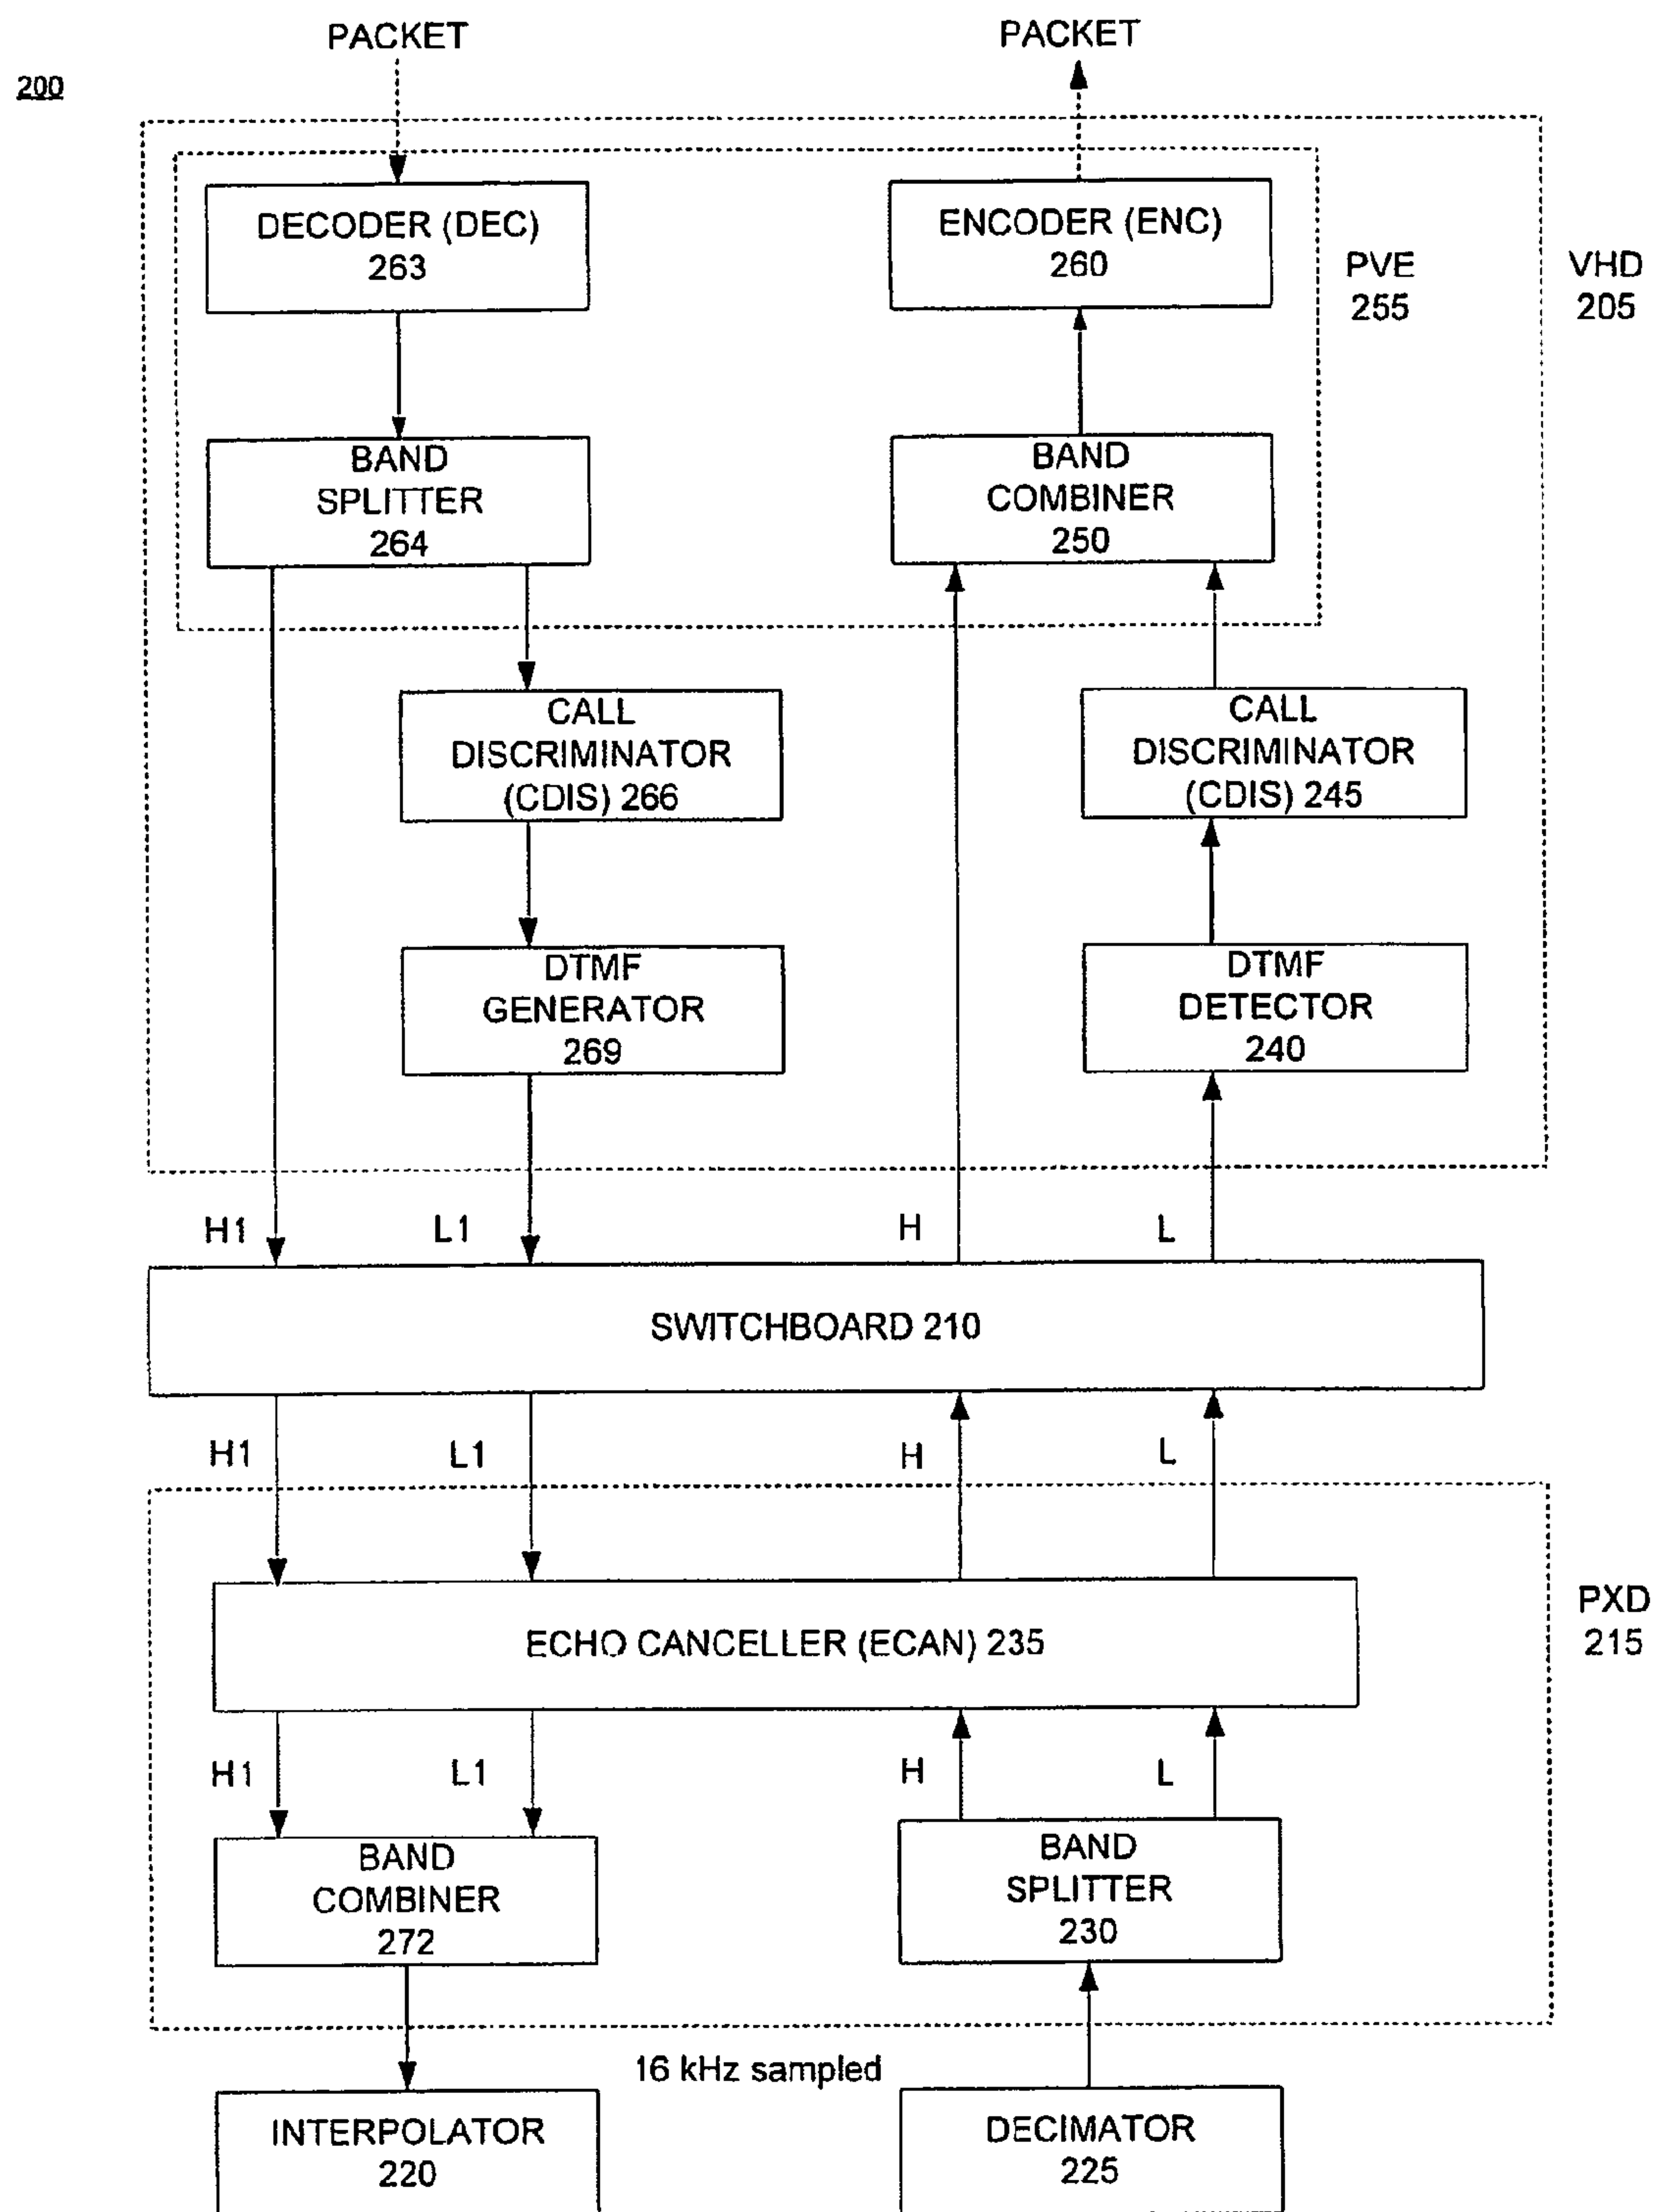 PACKET
PACKET
200
DECODER (DEC)
263
ENCODER (ENC)
260
PVE
255
VHD
205
BAND
SPLITTER
264
BAND
COMBINER
250
CALL
DISCRIMINATOR
(CDIS) 266
CALL
DISCRIMINATOR
(CDIS) 245
DTMF
GENERATOR
269
DTMF
DETECTOR
240
H1
L1
H
L
SWITCHBOARD 210
H1
L1
H
L
PXD
215
ECHO CANCELLER (ECAN) 235
H1
L1
H
L
BAND
COMBINER
272
BAND
SPLITTER
230
16 kHz sampled
INTERPOLATOR
220
DECIMATOR
225